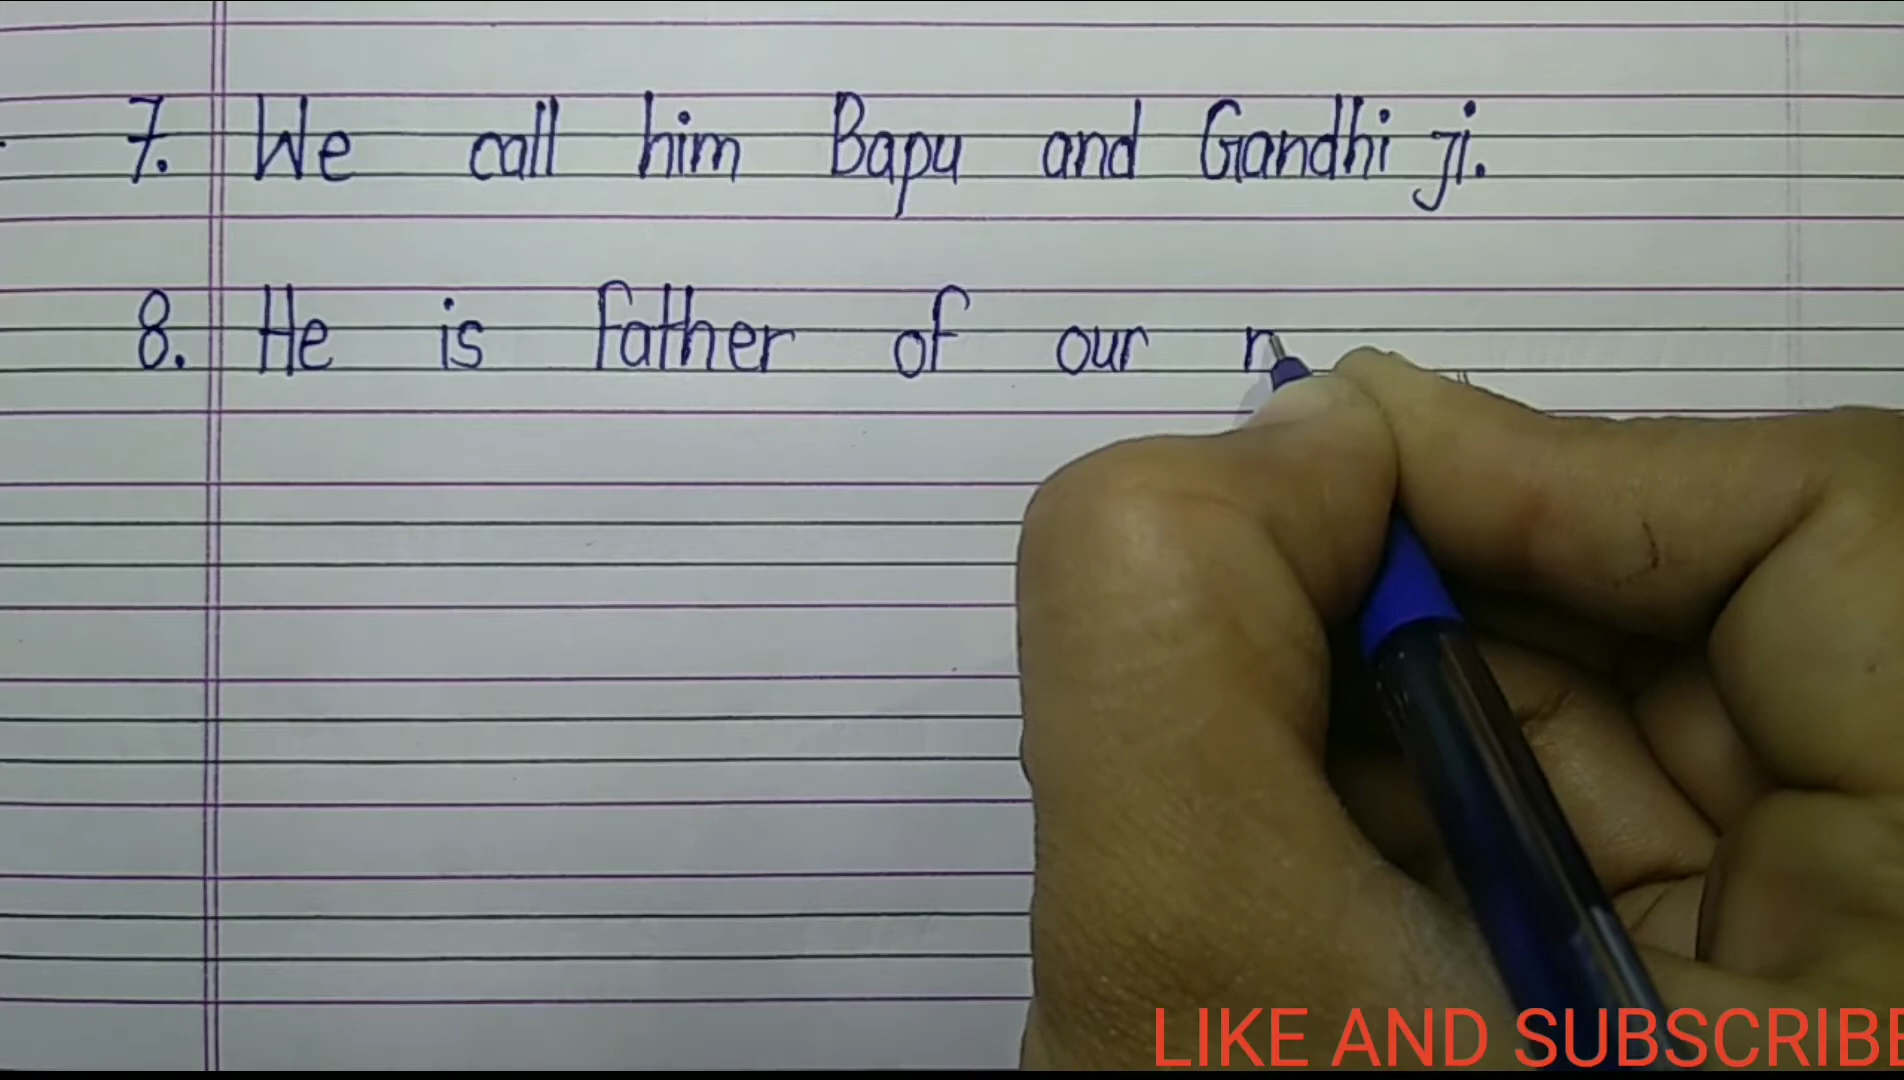 7. We call him Bapu and Gandhi ji.
8. He is father of our n
LIKE AND SUBSCRIBE